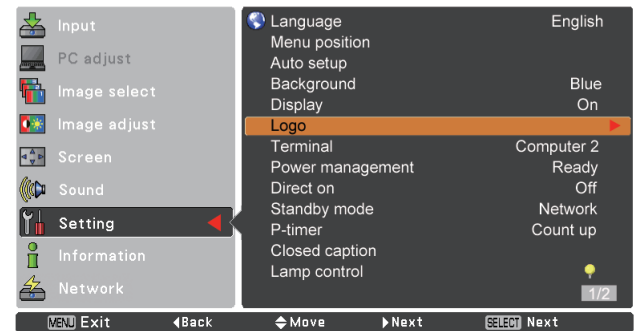 Input
PC adjust
Image select
Image adjust
Screen
Sound
Setting
Information
Network
Language English
Menu position
Auto setup
Background Blue
Display On
Logo
Terminal Computer 2
Power management Ready
Direct on Off
Standby mode Network
P-timer Count up
Closed caption
Lamp control
1/2
MENU Exit Back Move Next SELECT Next